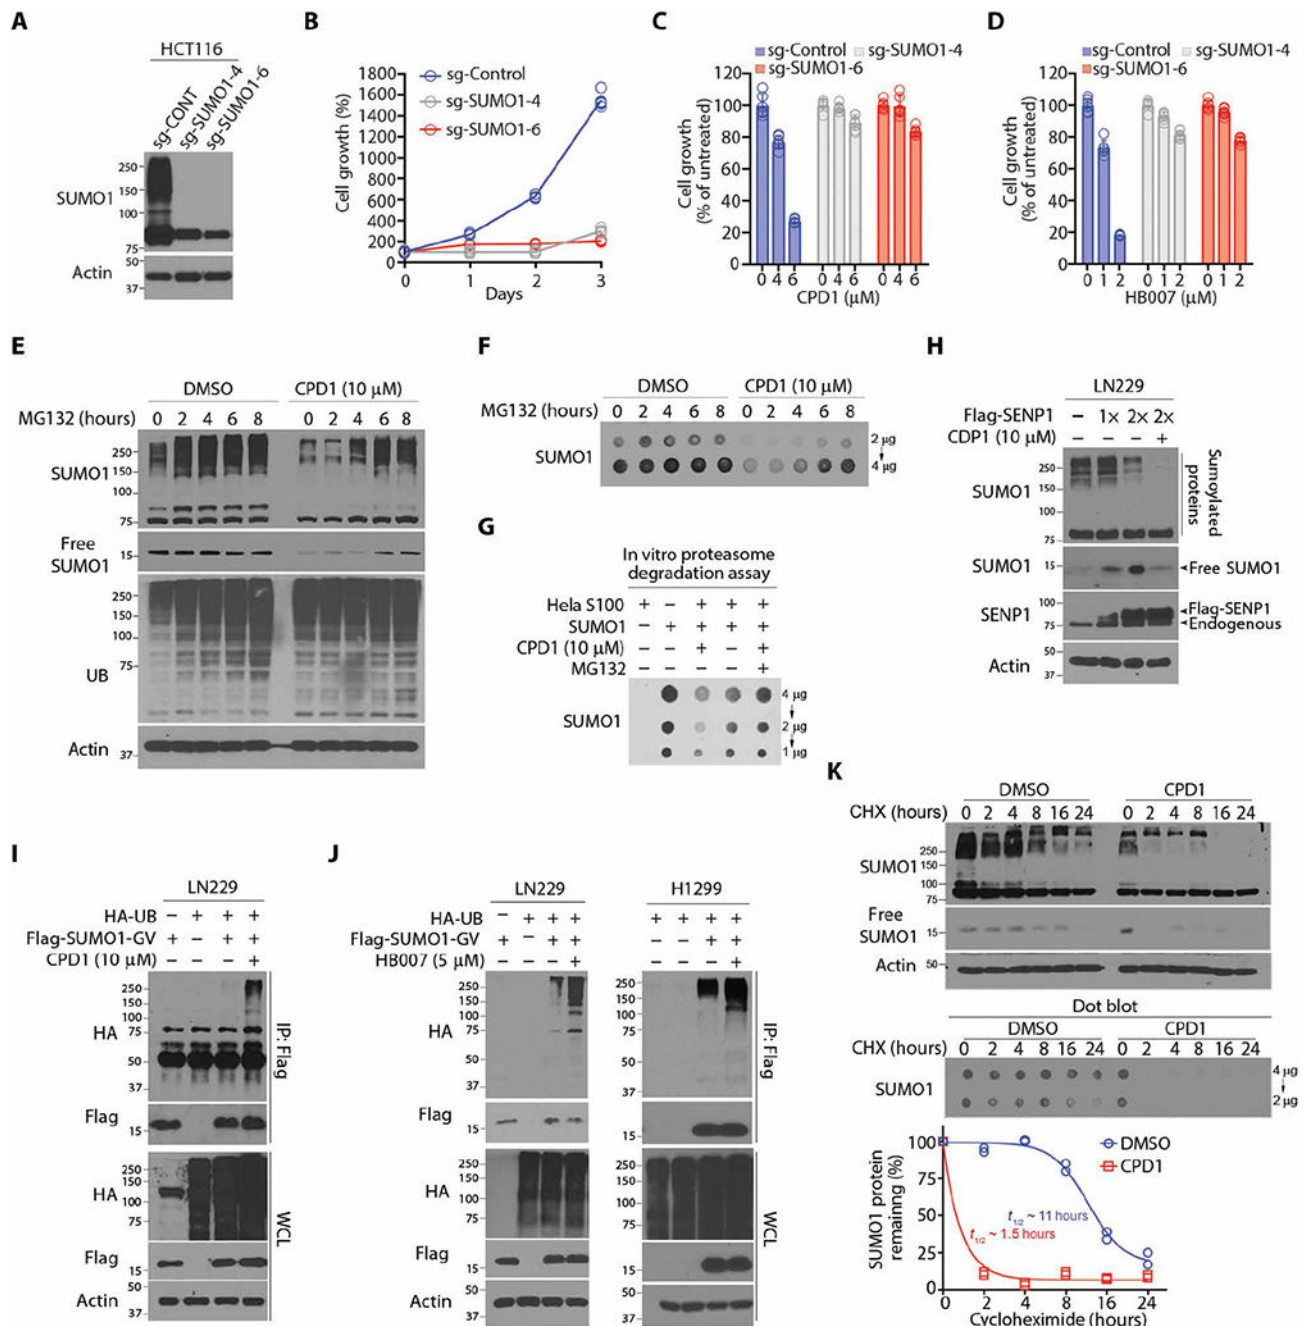 A
HCT116
sg-CONT
sg-SUMO1-4
sg-SUMO1-6
SUMO1
250
150
100
75
Actin
50
37
B
Cell growth (%)
1800
1600
1400
1200
1000
800
600
400
200
0
sg-Control
sg-SUMO1-4
sg-SUMO1-6
0 1 2 3
Days
C
sg-Control sg-SUMO1-4
sg-SUMO1-6
Cell growth
(% of untreated)
120
100
80
60
40
20
0
0 4 6 0 4 6 0 4 6
CPD1 (μM)
D
sg-Control sg-SUMO1-4
sg-SUMO1-6
Cell growth
(% of untreated)
120
100
80
60
40
20
0
0 1 2 0 1 2 0 1 2
HB007 (μM)
E
DMSO CPD1 (10 μM)
MG132 (hours) 0 2 4 6 8 0 2 4 6 8
SUMO1
250
150
100
75
Free
SUMO1
15
UB
250
150
100
75
Actin
37
F
DMSO CPD1 (10 μM)
MG132 (hours) 0 2 4 6 8 0 2 4 6 8
SUMO1
2 μg
4 μg
G
In vitro proteasome
degradation assay
Hela S100 + – + + +
SUMO1 – + + + +
CPD1 (10 μM) – – + – +
MG132 – – – – +
SUMO1
4 μg
2 μg
1 μg
H
LN229
Flag-SENP1 – 1× 2× 2×
CDP1 (10 μM) – – – +
SUMO1
250
150
100
75
Sumoylated
proteins
SUMO1
15
Free SUMO1
SENP1
100
75
Flag-SENP1
Endogenous
Actin
50
37
I
LN229
HA-UB – + + +
Flag-SUMO1-GV + – + +
CPD1 (10 μM) – – – +
HA
250
150
100
75
50
37
IP: Flag
Flag
15
HA
250
150
100
75
WCL
Flag
15
Actin
50
37
J
LN229 H1299
HA-UB – + + + + + + +
Flag-SUMO1-GV + – + + – – + +
HB007 (5 μM) – – – + – – – +
HA
250
150
100
75
50
37
250
150
100
75
50
37
IP: Flag
Flag
15
15
HA
250
150
100
75
250
150
100
75
WCL
Flag
15
15
Actin
50
37
50
37
K
DMSO CPD1
CHX (hours) 0 2 4 8 16 24 0 2 4 8 16 24
SUMO1
250
150
100
75
Free
SUMO1
15
Actin
50
Dot blot
DMSO CPD1
CHX (hours) 0 2 4 8 16 24 0 2 4 8 16 24
SUMO1
4 μg
2 μg
SUMO1 protein
remainng (%)
100
75
50
25
0
DMSO
CPD1
t1/2 ~ 11 hours
t1/2 ~ 1.5 hours
0 2 4 8 16 24
Cycloheximide (hours)